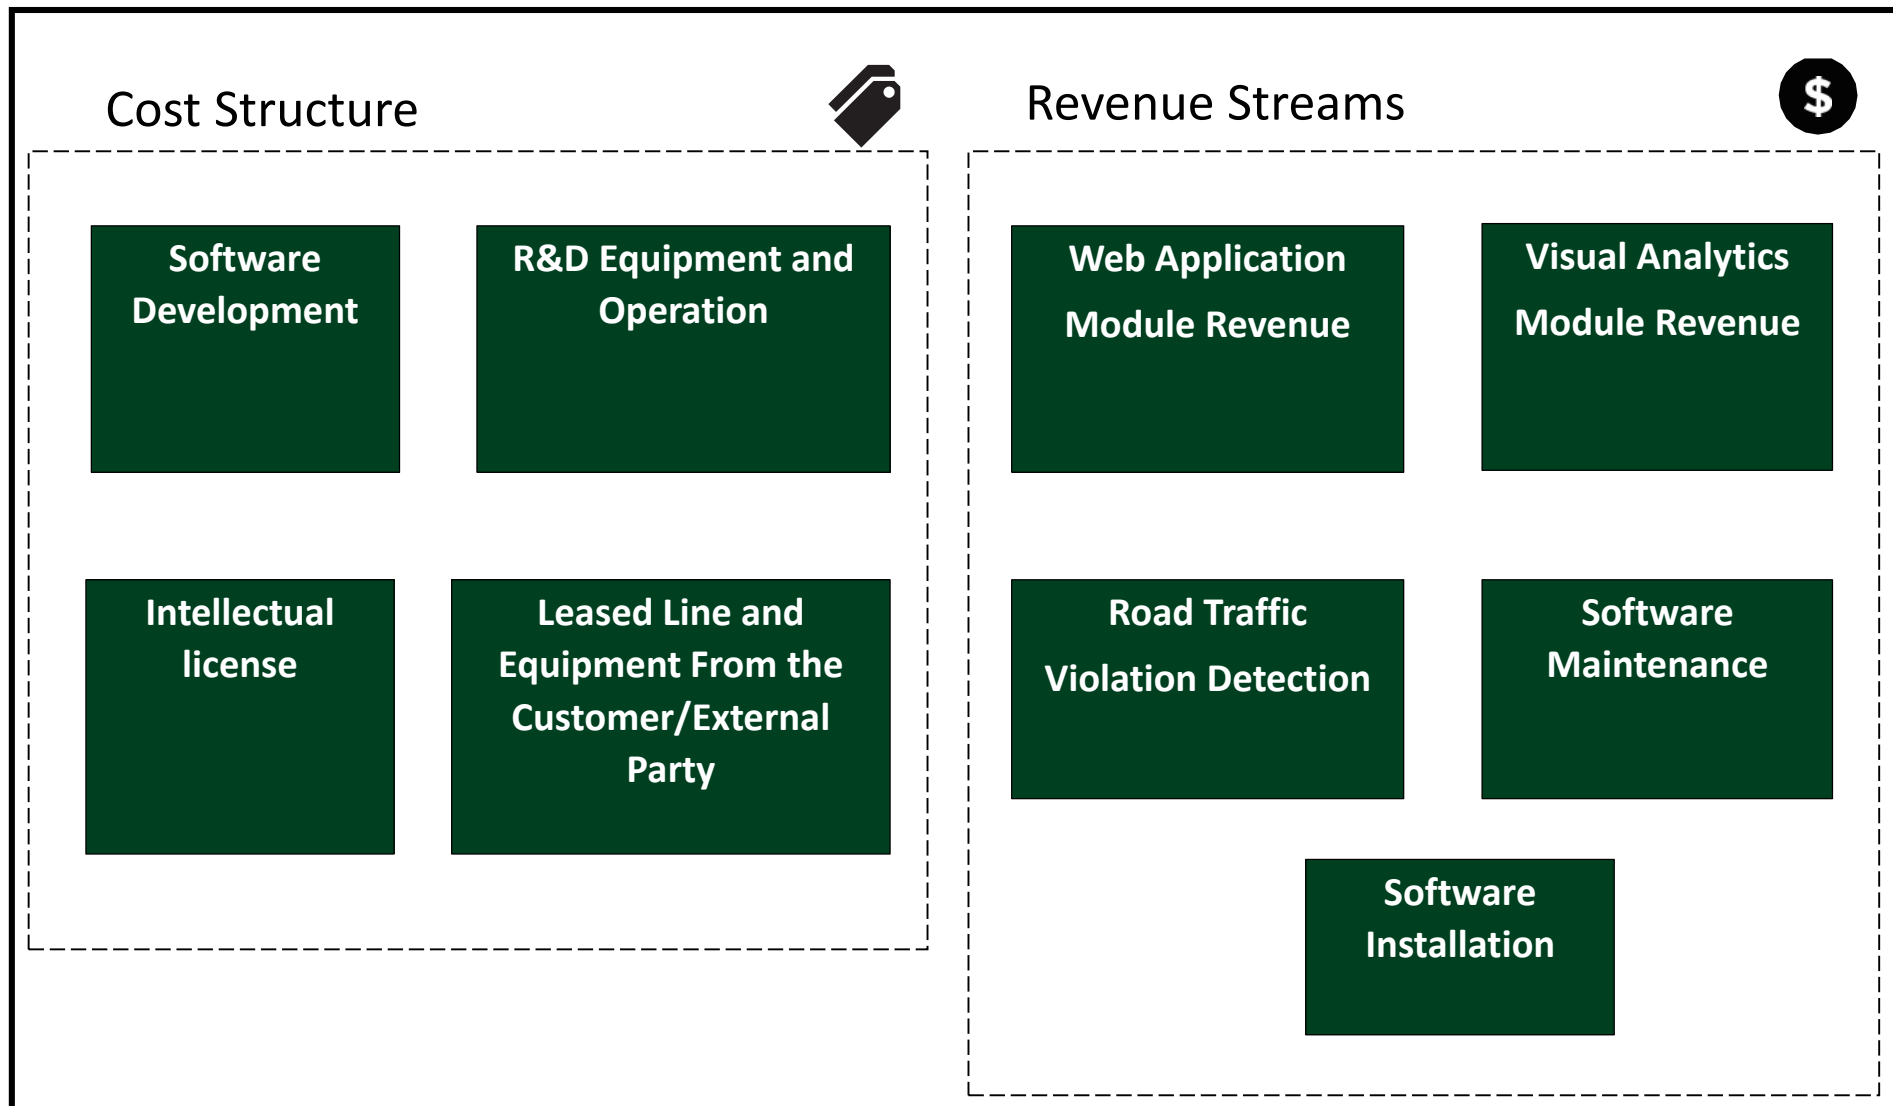 Cost Structure
Software
Development
R&D Equipment and
Operation
Intellectual
license
Leased Line and
Equipment From the
Customer/External
Party
Revenue Streams
$
Web Application
Module Revenue
Visual Analytics
Module Revenue
Road Traffic
Violation Detection
Software
Maintenance
Software
Installation